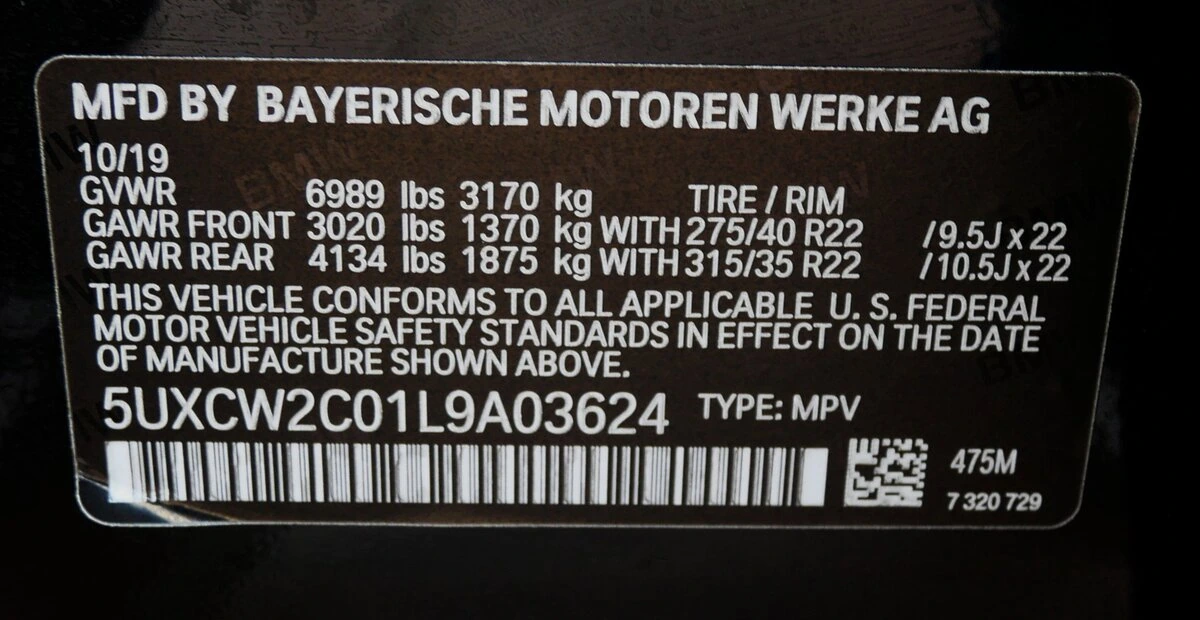 MFD BY BAYERISCHE MOTOREN WERKE AG
10/19
GVWR 6989 lbs 3170 kg TIRE / RIM
GAWR FRONT 3020 lbs 1370 kg WITH 275/40 R22 /9.5J x 22
GAWR REAR 4134 lbs 1875 kg WITH 315/35 R22 /10.5J x 22
THIS VEHICLE CONFORMS TO ALL APPLICABLE U. S. FEDERAL
MOTOR VEHICLE SAFETY STANDARDS IN EFFECT ON THE DATE
OF MANUFACTURE SHOWN ABOVE.
5UXCW2C01L9A03624 TYPE: MPV
475M
7 320 729
BMW